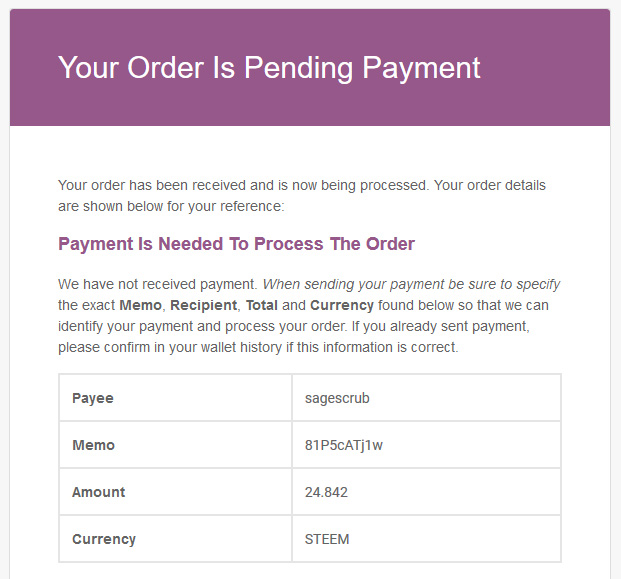 Your Order Is Pending Payment
Your order has been received and is now being processed. Your order details
are shown below for your reference:
Payment Is Needed To Process The Order
We have not received payment. When sending your payment be sure to specify
the exact Memo, Recipient, Total and Currency found below so that we can
identify your payment and process your order. If you already sent payment,
please confirm in your wallet history if this information is correct.
Payee sagescrub
Memo 81P5cATj1w
Amount 24.842
Currency STEEM